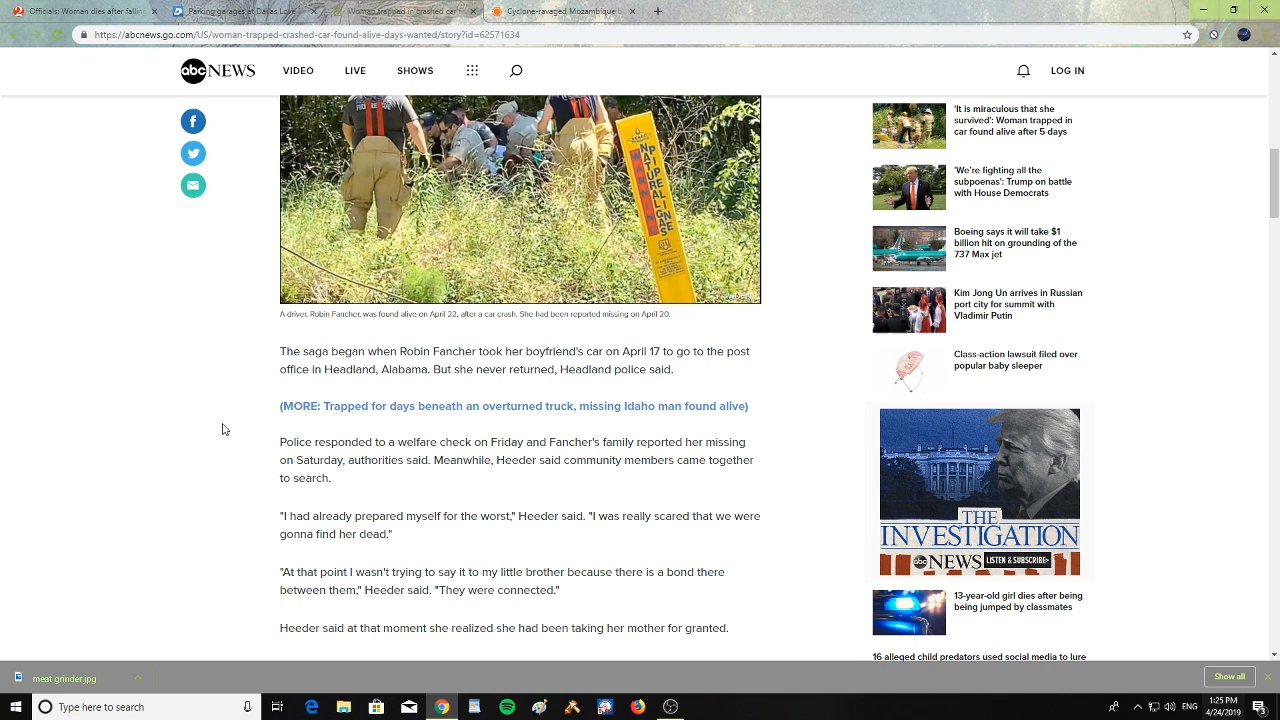 Officials: Woman dies after fallin
Parking garages at Dallas Love
Woman trapped in crashed car f
Cyclone-ravaged Mozambique b
https://abcnews.go.com/US/woman-trapped-crashed-car-found-alive-days-wanted/story?id=62571634
abc NEWS
VIDEO
LIVE
SHOWS
LOG IN
FIRE RESCUE
WARNING
NATURAL GAS
PIPELINE
A driver, Robin Fancher, was found alive on April 22, after a car crash. She had been reported missing on April 20.
The saga began when Robin Fancher took her boyfriend's car on April 17 to go to the post
office in Headland, Alabama. But she never returned, Headland police said.
(MORE: Trapped for days beneath an overturned truck, missing Idaho man found alive)
Police responded to a welfare check on Friday and Fancher's family reported her missing
on Saturday, authorities said. Meanwhile, Heeder said community members came together
to search.
"I had already prepared myself for the worst," Heeder said. "I was really scared that we were
gonna find her dead."
"At that point I wasn't trying to say it to my little brother because there is a bond there
between them," Heeder said. "They were connected."
Heeder said at that moment she realized she had been taking her mother for granted.
'It is miraculous that she
survived': Woman trapped in
car found alive after 5 days
'We're fighting all the
subpoenas': Trump on battle
with House Democrats
Boeing says it will take $1
billion hit on grounding of the
737 Max jet
Kim Jong Un arrives in Russian
port city for summit with
Vladimir Putin
Class-action lawsuit filed over
popular baby sleeper
THE
INVESTIGATION
abc NEWS LISTEN & SUBSCRIBE>
13-year-old girl dies after being
being jumped by classmates
16 alleged child predators used social media to lure
meat grinder.jpg
Show all
Type here to search
ENG
1:25 PM
4/24/2019